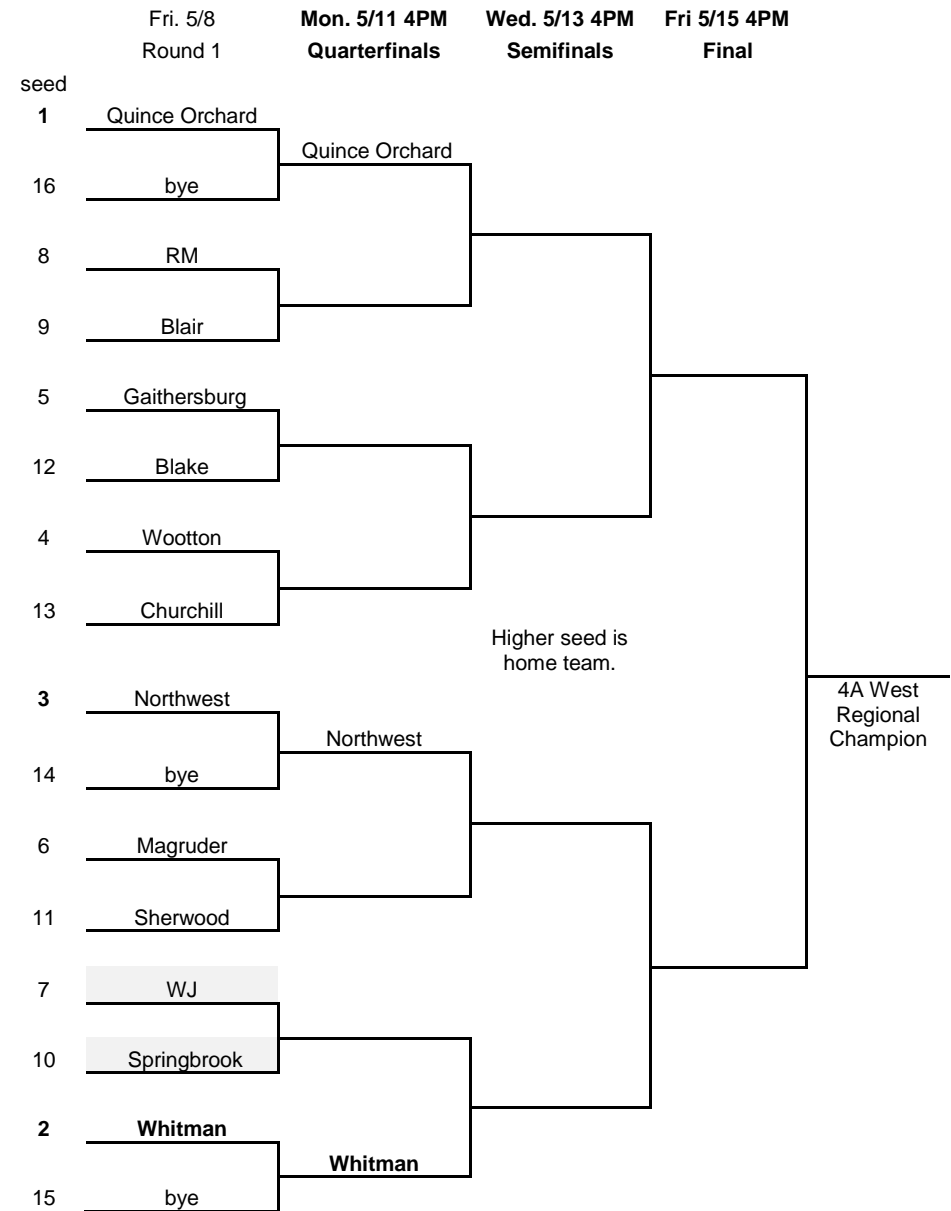 Fri. 5/8 Mon. 5/11 4PM Wed. 5/13 4PM Fri 5/15 4PM
Round 1 Quarterfinals Semifinals Final
seed
1 Quince Orchard
Quince Orchard
16 bye
8 RM
9 Blair
5 Gaithersburg
12 Blake
4 Wootton
13 Churchill
Higher seed is
home team.
3 Northwest
4A West
Regional
Champion
Northwest
14 bye
6 Magruder
11 Sherwood
7 WJ
10 Springbrook
2 Whitman
Whitman
15 bye